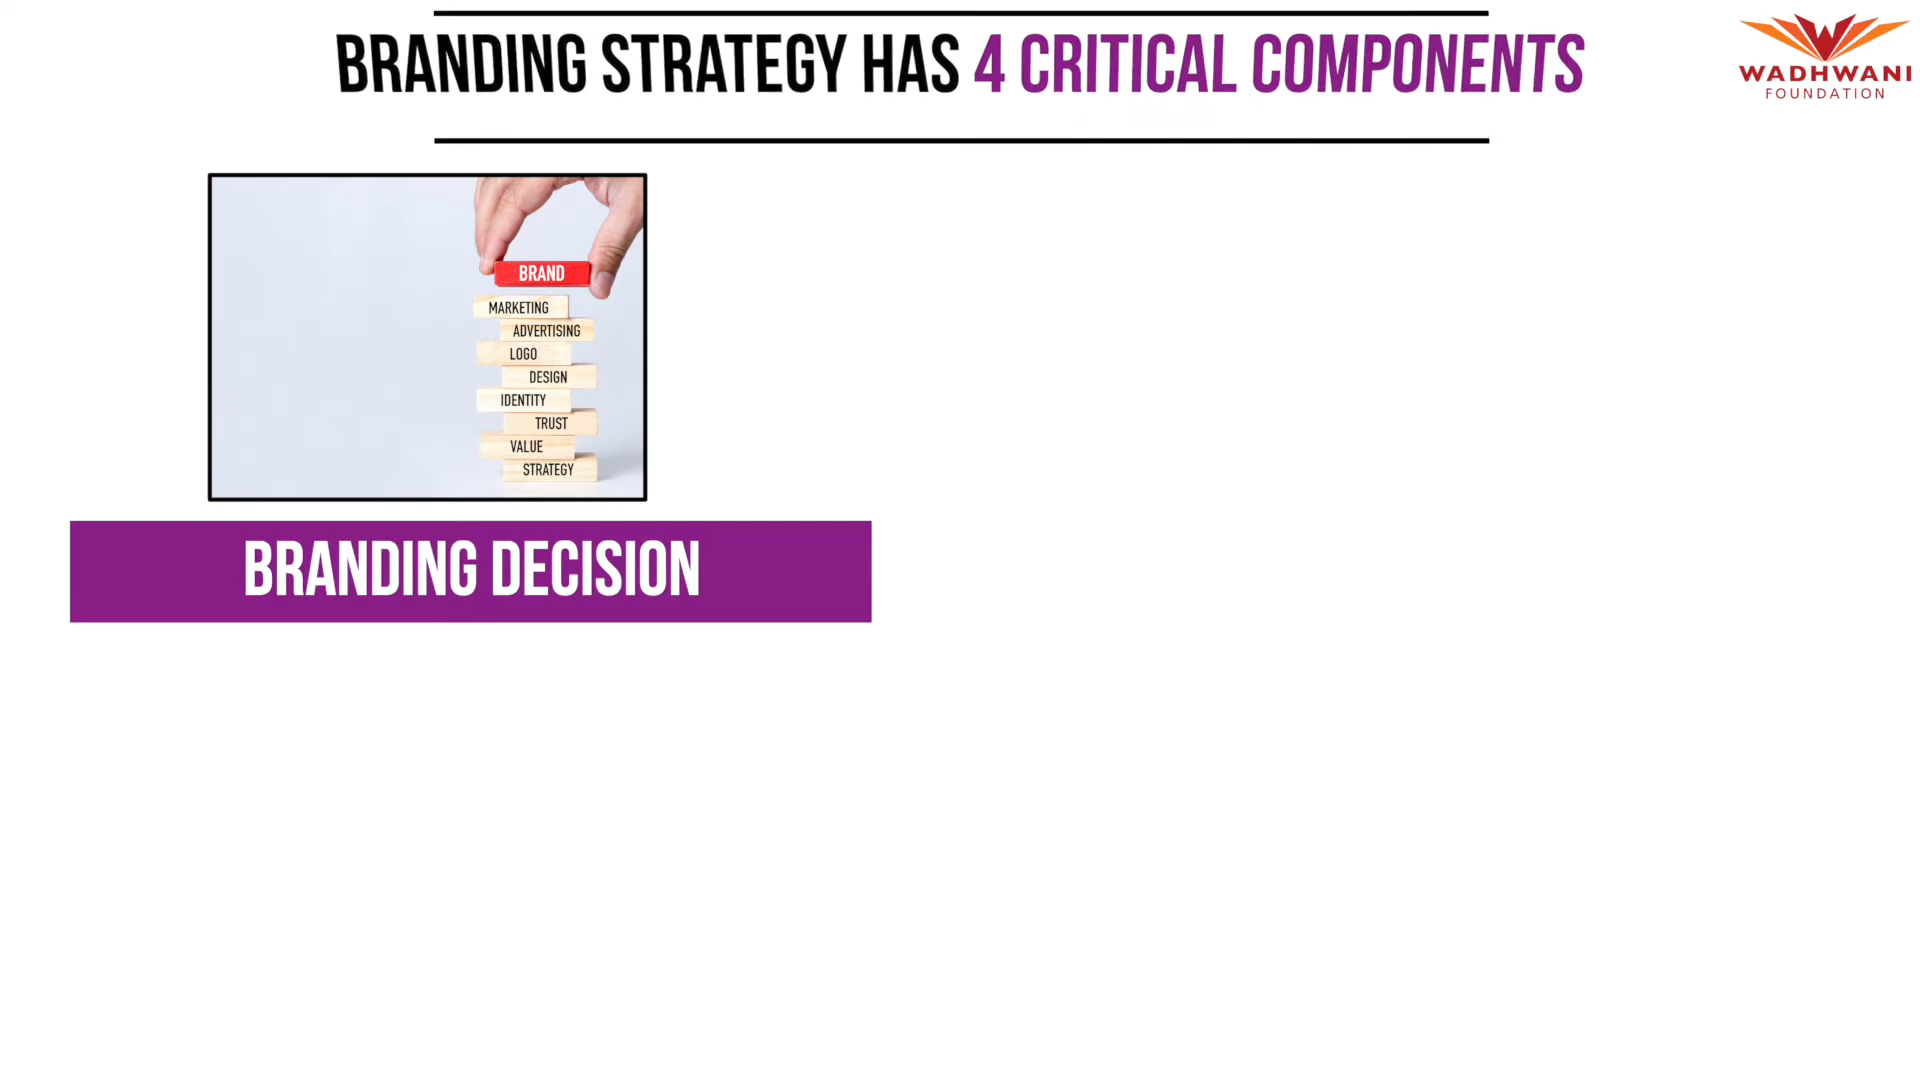 BRANDING STRATEGY HAS 4 CRITICAL COMPONENTS
WADHWANI
FOUNDATION
BRAND
MARKETING
ADVERTISING
LOGO
DESIGN
IDENTITY
TRUST
VALUE
STRATEGY
BRANDING DECISION